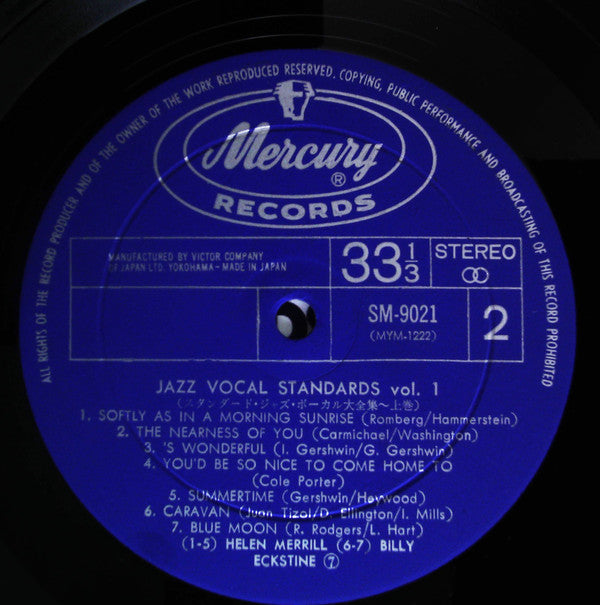 ALL RIGHTS OF THE RECORD PRODUCER AND OF THE OWNER OF THE WORK REPRODUCED RESERVED. COPYING, PUBLIC PERFORMANCE AND BROADCASTING OF THIS RECORD PROHIBITED
Mercury
®
RECORDS
MANUFACTURED BY VICTOR COMPANY
OF JAPAN LTD. YOKOHAMA - MADE IN JAPAN
33 1/3
STEREO
SM-9021
(MYM-1222)
2
JAZZ VOCAL STANDARDS vol. 1
(スタンダード・ジャズ・ボーカル大全集〜上巻)
1. SOFTLY AS IN A MORNING SUNRISE (Romberg/Hammerstein)
2. THE NEARNESS OF YOU (Carmichael/Washington)
3. 'S WONDERFUL (I. Gershwin/G. Gershwin)
4. YOU'D BE SO NICE TO COME HOME TO
(Cole Porter)
5. SUMMERTIME (Gershwin/Heywood)
6. CARAVAN (Juan Tizol/D. Ellington/I. Mills)
7. BLUE MOON (R. Rodgers/L. Hart)
(1-5) HELEN MERRILL (6-7) BILLY
ECKSTINE ⑦